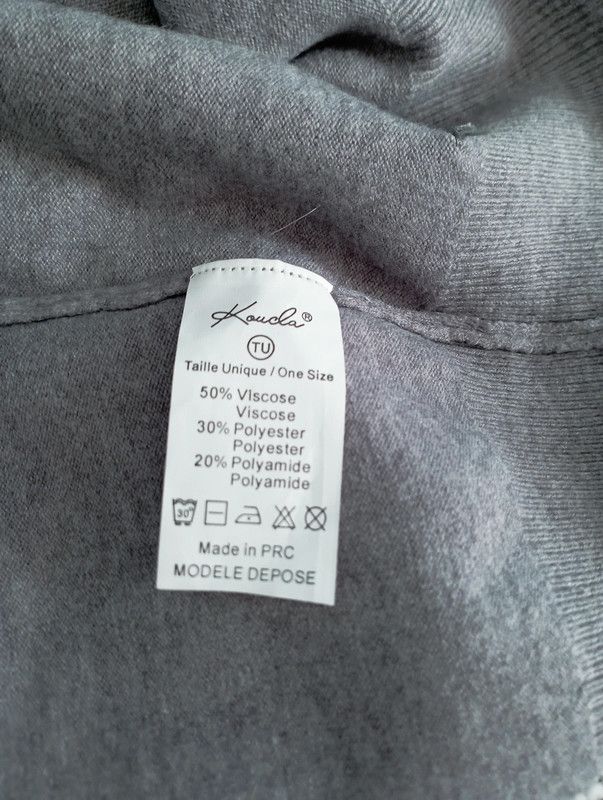 Koucla®
TU
Taille Unique / One Size
50% VIscose
Viscose
30% Polyester
Polyester
20% Polyamide
Polyamide
30°
Made in PRC
MODELE DEPOSE